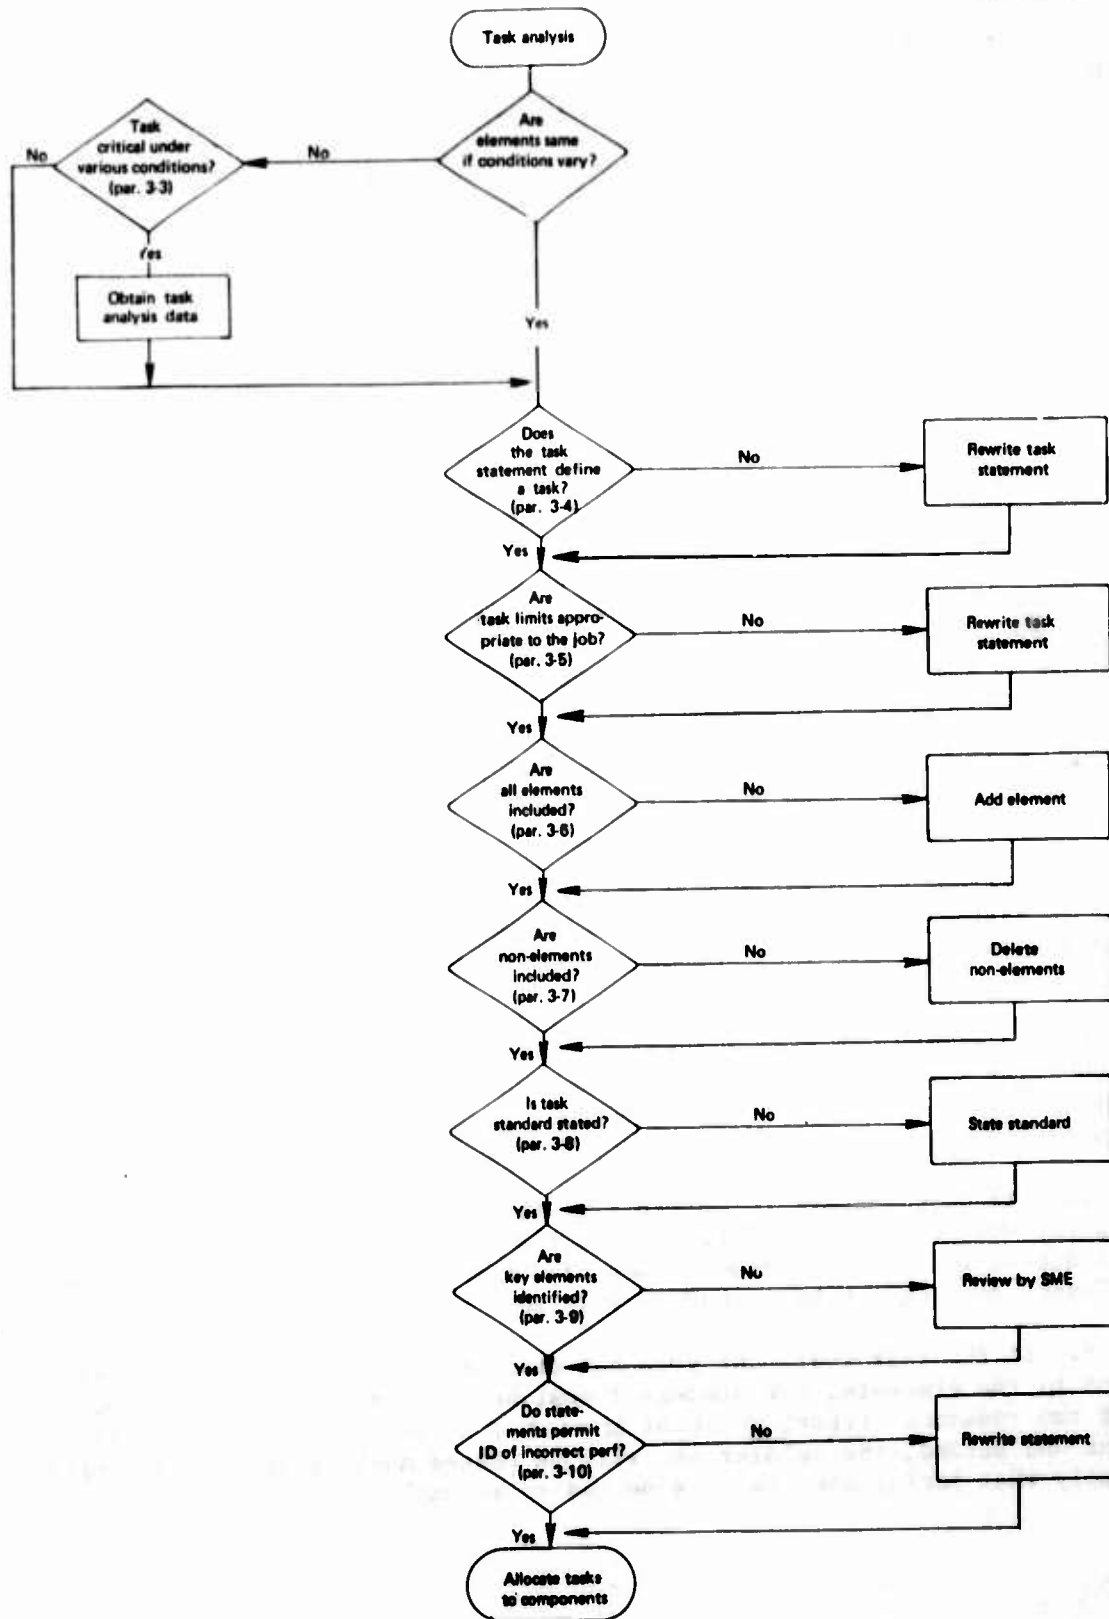 Task analysis
Are
elements same
if conditions vary?
No
Task
critical under
various conditions?
(par. 3-3)
No
Yes
Obtain task
analysis data
Yes
Does
the task
statement define
a task?
(par. 3-4)
No
Rewrite task
statement
Yes
Are
task limits appro-
priate to the job?
(par. 3-5)
No
Rewrite task
statement
Yes
Are
all elements
included?
(par. 3-6)
No
Add element
Yes
Are
non-elements
included?
(par. 3-7)
No
Delete
non-elements
Yes
Is task
standard stated?
(par. 3-8)
No
State standard
Yes
Are
key elements
identified?
(par. 3-9)
No
Review by SME
Yes
Do state-
ments permit
ID of incorrect perf?
(par. 3-10)
No
Rewrite statement
Yes
Allocate tasks
to components